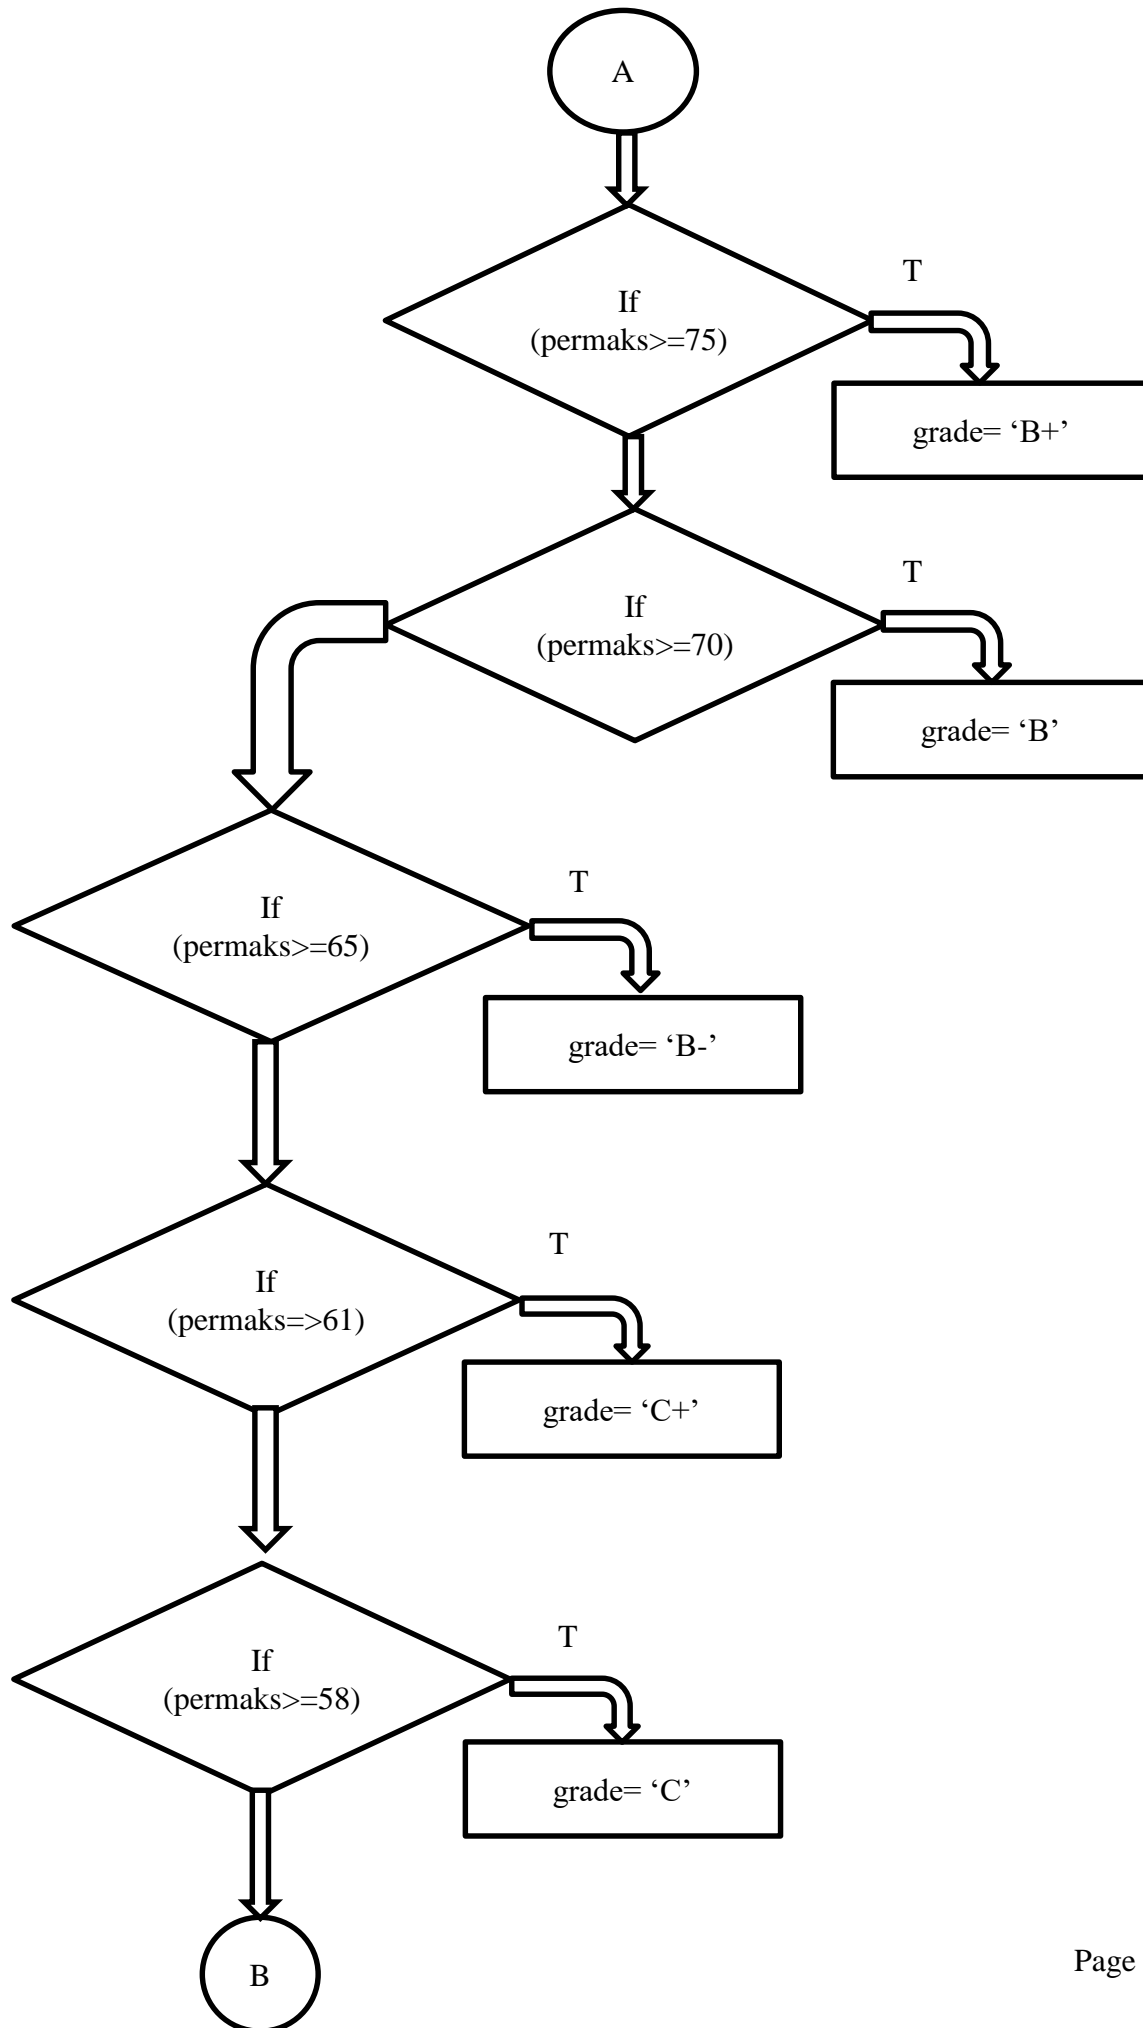 A
T
If
(permaks>=75)
grade= ‘B+’
T
If
(permaks>=70)
grade= ‘B’
T
If
(permaks>=65)
grade= ‘B-’
T
If
(permaks=>61)
grade= ‘C+’
T
If
(permaks>=58)
grade= ‘C’
B
Page